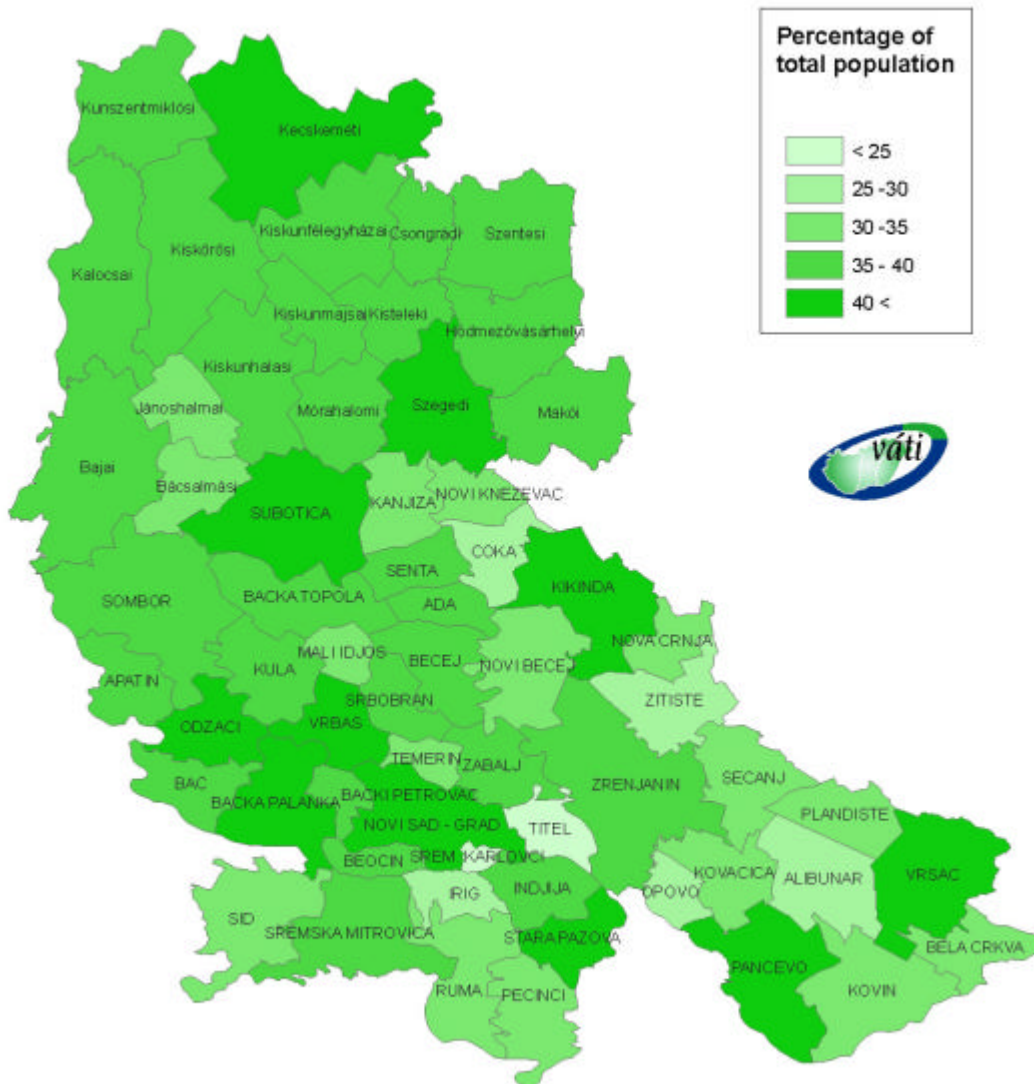 Percentage of
total population
< 25
25 -30
30 -35
35 - 40
40 <
váti
Kunszentmiklósi
Kecskeméti
Kiskunfélegyházai
Csongrádi
Szentesi
Kiskőrösi
Kalocsai
Kiskunmajsai
Kisteleki
Hódmezővásárhelyi
Kiskunhalasi
Jánoshalmai
Mórahalomi
Szegedi
Makói
Bajai
Bácsalmási
SUBOTICA
KANJIZA
NOVI KNEZEVAC
COKA
SENTA
KIKINDA
SOMBOR
BACKA TOPOLA
ADA
NOVA CRNJA
MALI IDJOS
BECEJ
NOVI BECEJ
APATIN
KULA
SRBOBRAN
ZITISTE
ODZACI
VRBAS
TEMERIN
ZABALJ
SECANJ
BAC
BACKA PALANKA
BACKI PETROVAC
ZRENJANIN
PLANDISTE
NOVI SAD - GRAD
TITEL
BEOCIN
SREM. KARLOVCI
KOVACICA
ALIBUNAR
VRSAC
IRIG
INDJIJA
OPOVO
SID
SREMSKA MITROVICA
STARA PAZOVA
BELA CRKVA
PANCEVO
RUMA
PECINCI
KOVIN